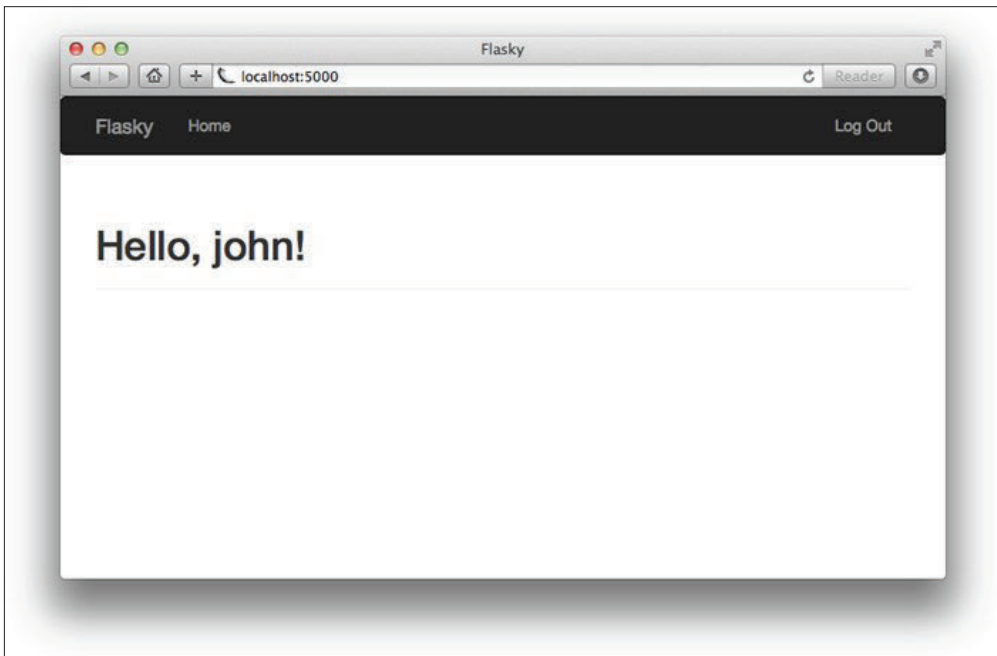 Flasky
localhost:5000
Reader
Flasky Home Log Out
Hello, john!